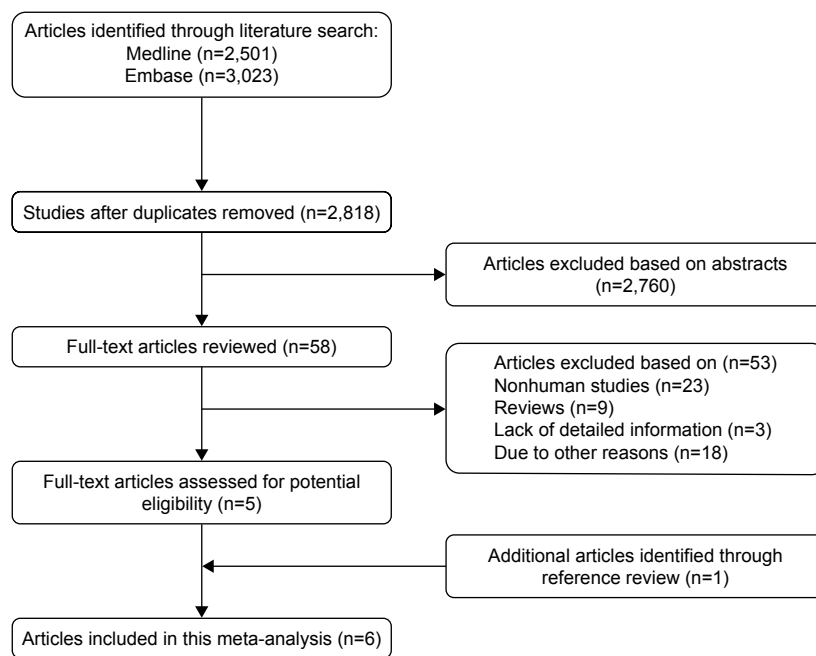 Articles identified through literature search:
Medline (n=2,501)
Embase (n=3,023)
Studies after duplicates removed (n=2,818)
Articles excluded based on abstracts
(n=2,760)
Full-text articles reviewed (n=58)
Articles excluded based on (n=53)
Nonhuman studies (n=23)
Reviews (n=9)
Lack of detailed information (n=3)
Due to other reasons (n=18)
Full-text articles assessed for potential
eligibility (n=5)
Additional articles identified through
reference review (n=1)
Articles included in this meta-analysis (n=6)